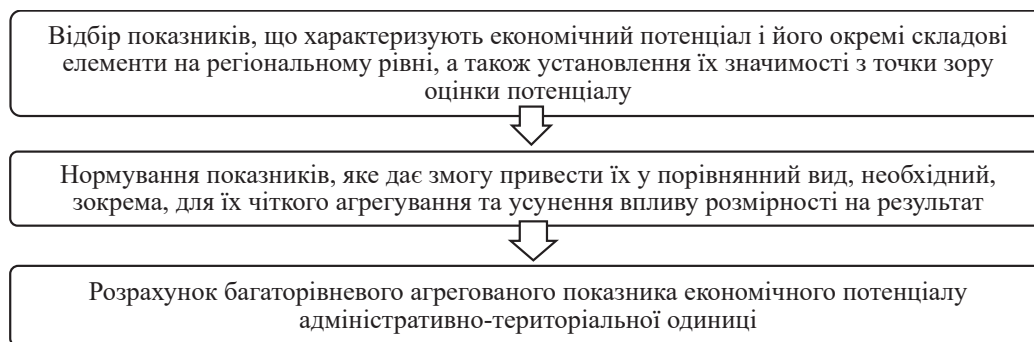 Відбір показників, що характеризують економічний потенціал і його окремі складові
елементи на регіональному рівні, а також установлення їх значимості з точки зору
оцінки потенціалу
Нормування показників, яке дає змогу привести їх у порівнянний вид, необхідний,
зокрема, для їх чіткого агрегування та усунення впливу розмірності на результат
Розрахунок багаторівневого агрегованого показника економічного потенціалу
адміністративно-територіальної одиниці